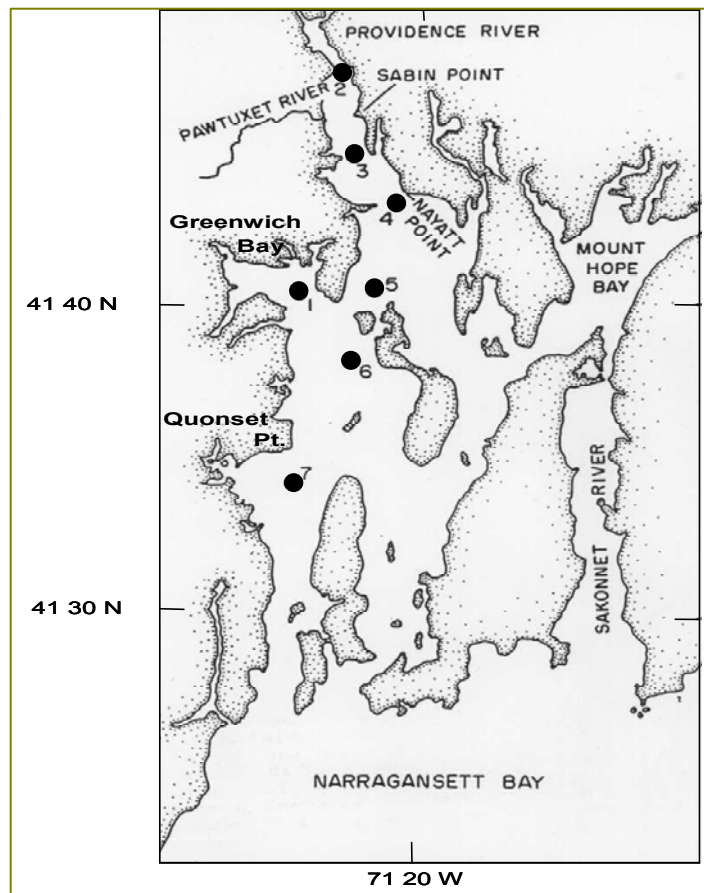 PROVIDENCE RIVER
2
SABIN POINT
PAWTUXET RIVER
3
4
NAYATT
POINT
Greenwich
Bay
MOUNT
HOPE
BAY
41 40 N
1
5
6
Quonset
Pt.
7
SAKONNET RIVER
41 30 N
NARRAGANSETT BAY
71 20 W